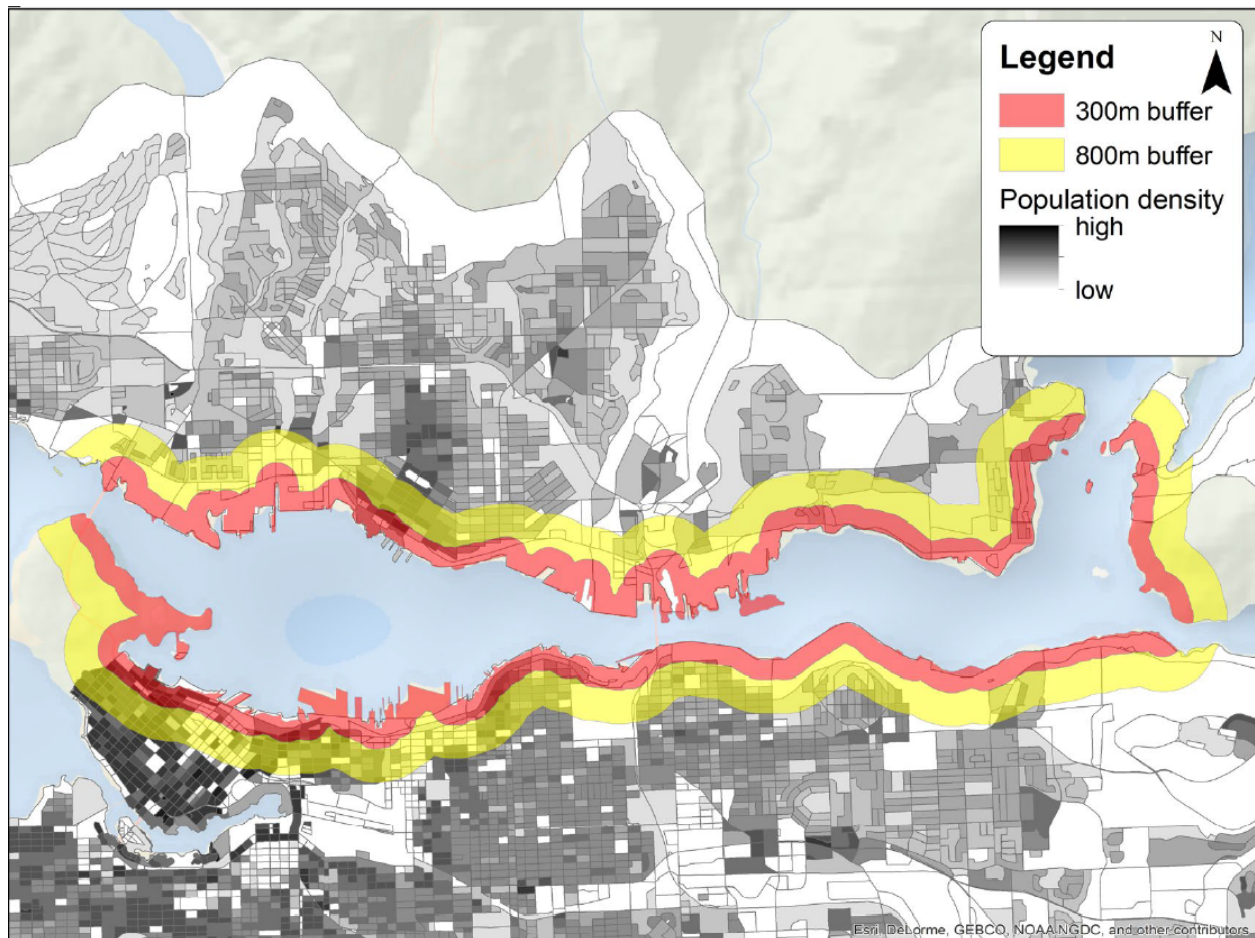 N
Legend
300m buffer
800m buffer
Population density
high
low
Esri, DeLorme, GEBCO, NOAA NGDC, and other contributors